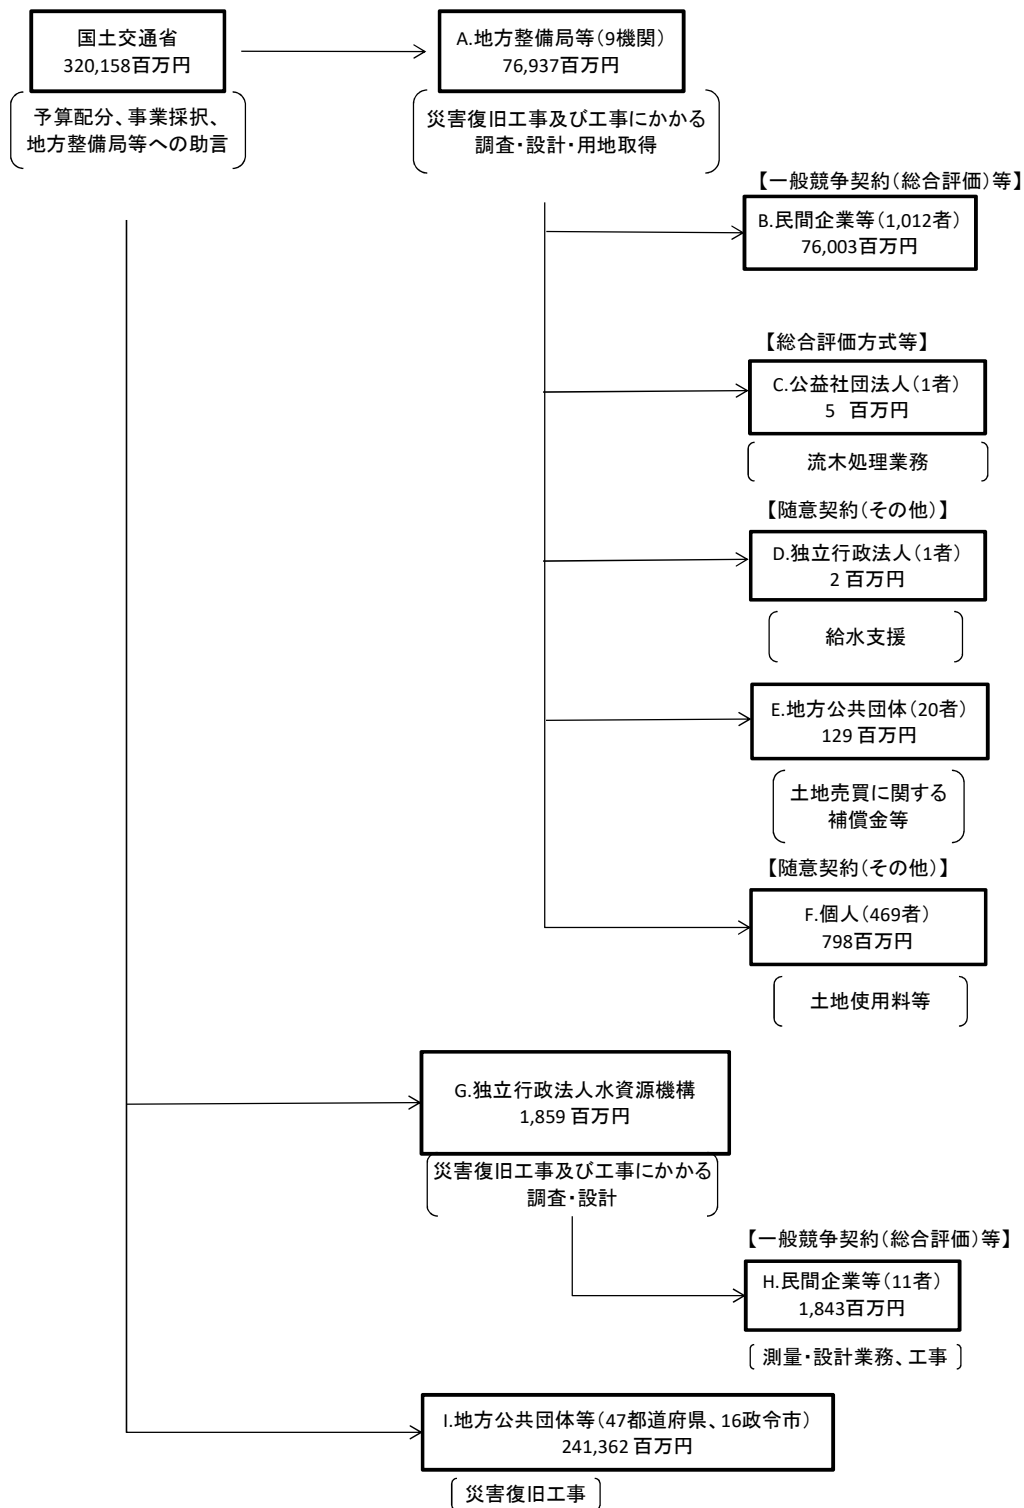 国土交通省
320,158百万円
予算配分、事業採択、
地方整備局等への助言
A.地方整備局等(9機関)
76,937百万円
災害復旧工事及び工事にかかる
調査・設計・用地取得
【一般競争契約(総合評価)等】
B.民間企業等(1,012者)
76,003百万円
【総合評価方式等】
C.公益社団法人(1者)
5 百万円
流木処理業務
【随意契約(その他)】
D.独立行政法人(1者)
2 百万円
給水支援
E.地方公共団体(20者)
129 百万円
土地売買に関する
補償金等
【随意契約(その他)】
F.個人(469者)
798百万円
土地使用料等
G.独立行政法人水資源機構
1,859 百万円
災害復旧工事及び工事にかかる
調査・設計
【一般競争契約(総合評価)等】
H.民間企業等(11者)
1,843百万円
測量・設計業務、工事
I.地方公共団体等(47都道府県、16政令市)
241,362 百万円
災害復旧工事